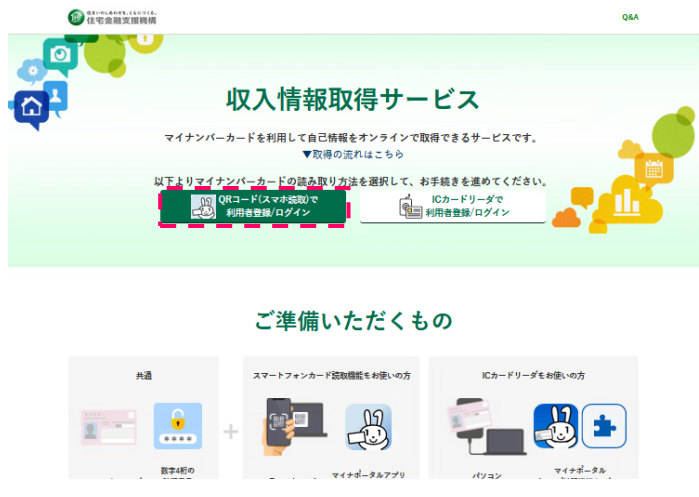 住まいのしあわせを、ともにつくる。
住宅金融支援機構
Q&A
収入情報取得サービス
マイナンバーカードを利用して自己情報をオンラインで取得できるサービスです。
▼取得の流れはこちら
以下よりマイナンバーカードの読み取り方法を選択して、お手続きを進めてください。
QRコード(スマホ読取)で
利用者登録/ログイン
ICカードリーダで
利用者登録/ログイン
ご準備いただくもの
共通
****
数字4桁の
+
スマートフォンカード読取機能をお使いの方
マイナポータルアプリ
ICカードリーダをお使いの方
パソコン
マイナポータル